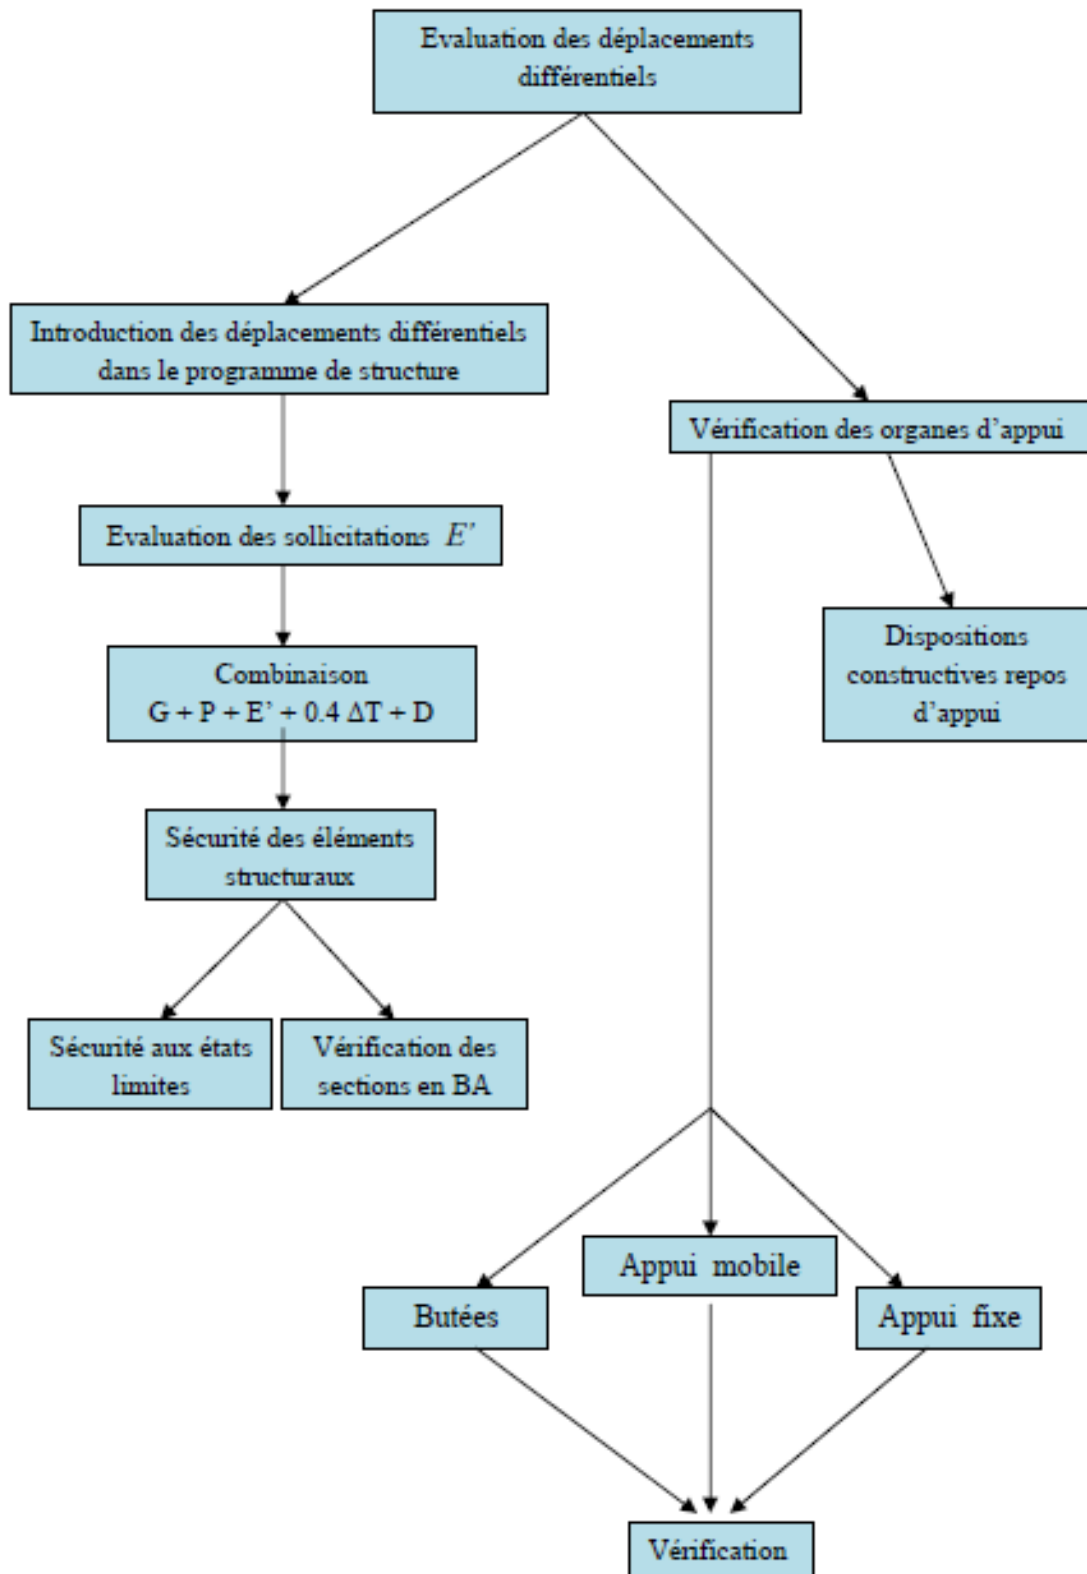 Evaluation des déplacements
différentiels
Introduction des déplacements différentiels
dans le programme de structure
Vérification des organes d’appui
Evaluation des sollicitations E’
Dispositions
constructives repos
d’appui
Combinaison
G + P + E’ + 0.4 ΔT + D
Sécurité des éléments
structuraux
Sécurité aux états
limites
Vérification des
sections en BA
Appui mobile
Butées
Appui fixe
Vérification